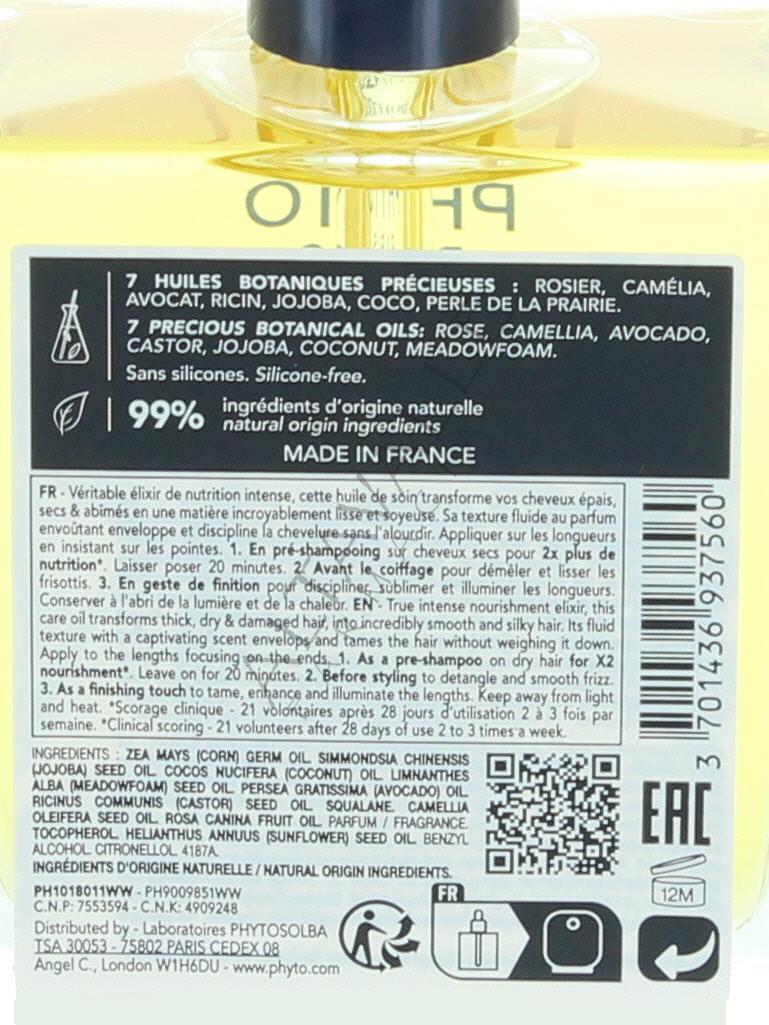 PHYTO
7 HUILES BOTANIQUES PRÉCIEUSES : ROSIER, CAMÉLIA,
AVOCAT, RICIN, JOJOBA, COCO, PERLE DE LA PRAIRIE.
7 PRECIOUS BOTANICAL OILS: ROSE, CAMELLIA, AVOCADO,
CASTOR, JOJOBA, COCONUT, MEADOWFOAM.
Sans silicones. Silicone-free.
99% ingrédients d'origine naturelle
natural origin ingredients
MADE IN FRANCE
FR - Véritable élixir de nutrition intense, cette huile de soin transforme vos cheveux épais,
secs & abîmés en une matière incroyablement lisse et soyeuse. Sa texture fluide au parfum
envoûtant enveloppe et discipline la chevelure sans l'alourdir. Appliquer sur les longueurs
en insistant sur les pointes. 1. En pré-shampooing sur cheveux secs pour 2x plus de
nutrition*. Laisser poser 20 minutes. 2. Avant le coiffage pour démêler et lisser les
frisottis. 3. En geste de finition pour discipliner, sublimer et illuminer les longueurs.
Conserver à l'abri de la lumière et de la chaleur. EN - True intense nourishment elixir, this
care oil transforms thick, dry & damaged hair, into incredibly smooth and silky hair. Its fluid
texture with a captivating scent envelops and tames the hair without weighing it down.
Apply to the lengths focusing on the ends. 1. As a pre-shampoo on dry hair for X2
nourishment*. Leave on for 20 minutes. 2. Before styling to detangle and smooth frizz.
3. As a finishing touch to tame, enhance and illuminate the lengths. Keep away from light
and heat. *Scorage clinique - 21 volontaires après 28 jours d'utilisation 2 à 3 fois par
semaine. *Clinical scoring - 21 volunteers after 28 days of use 2 to 3 times a week.
3 701436 937560
INGREDIENTS : ZEA MAYS (CORN) GERM OIL. SIMMONDSIA CHINENSIS
(JOJOBA) SEED OIL. COCOS NUCIFERA (COCONUT) OIL. LIMNANTHES
ALBA (MEADOWFOAM) SEED OIL. PERSEA GRATISSIMA (AVOCADO) OIL.
RICINUS COMMUNIS (CASTOR) SEED OIL. SQUALANE. CAMELLIA
OLEIFERA SEED OIL. ROSA CANINA FRUIT OIL. PARFUM / FRAGRANCE.
TOCOPHEROL. HELIANTHUS ANNUUS (SUNFLOWER) SEED OIL. BENZYL
ALCOHOL. CITRONELLOL. 4187A.
INGRÉDIENTS D'ORIGINE NATURELLE / NATURAL ORIGIN INGREDIENTS.
EAC
12M
PH1018011WW - PH9009851WW
C.N.P: 7553594 - C.N.K: 4909248
Distributed by - Laboratoires PHYTOSOLBA
TSA 30053 - 75802 PARIS CEDEX 08
Angel C., London W1H6DU - www.phyto.com
FR